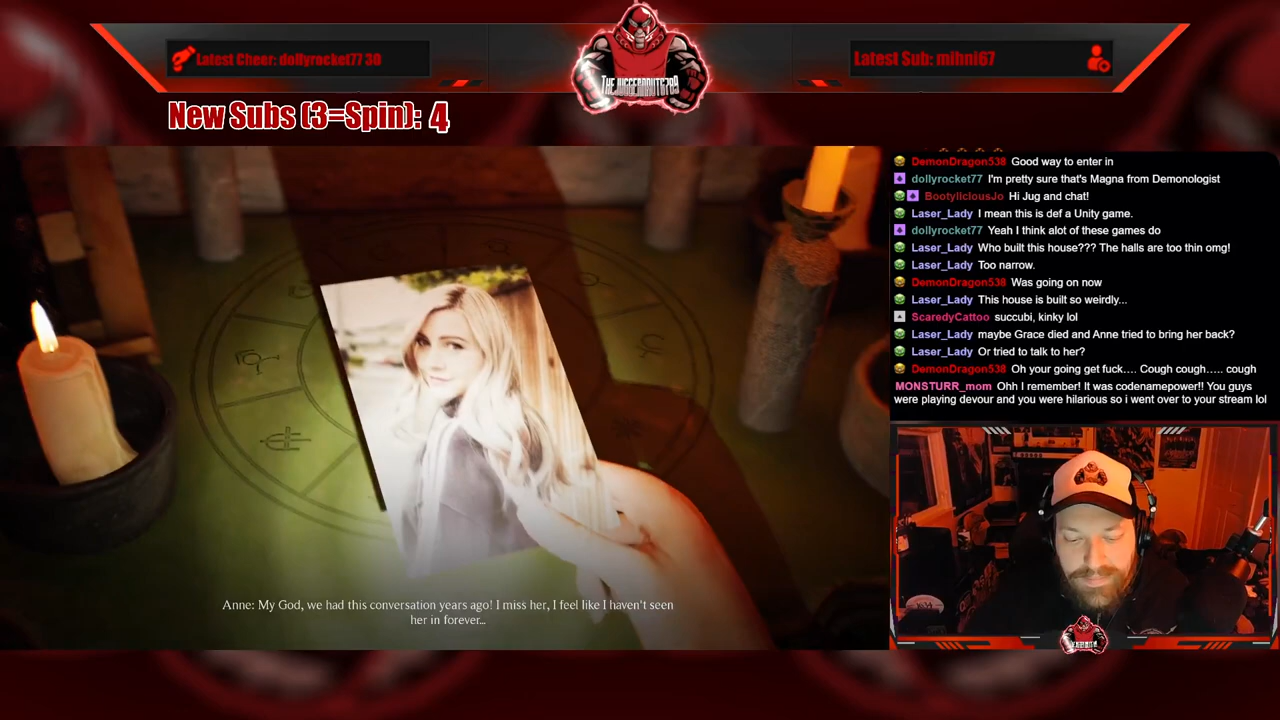 Latest Cheer: dollyrocket77 30
Latest Sub: mihni67
THEJUGGERNAUT6789
New Subs (3=Spin): 4
DemonDragon538 Good way to enter in
dollyrocket77 I'm pretty sure that's Magna from Demonologist
BootyliciousJo Hi Jug and chat!
Laser_Lady I mean this is def a Unity game.
dollyrocket77 Yeah I think alot of these games do
Laser_Lady Who built this house??? The halls are too thin omg!
Laser_Lady Too narrow.
DemonDragon538 Was going on now
Laser_Lady This house is built so weirdly...
ScaredyCattoo succubi, kinky lol
Laser_Lady maybe Grace died and Anne tried to bring her back?
Laser_Lady Or tried to talk to her?
DemonDragon538 Oh your going get fuck.... Cough cough..... cough
MONSTURR_mom Ohh I remember! It was codenamepower!! You guys
were playing devour and you were hilarious so i went over to your stream lol
Anne: My God, we had this conversation years ago! I miss her, I feel like I haven't seen
her in forever...